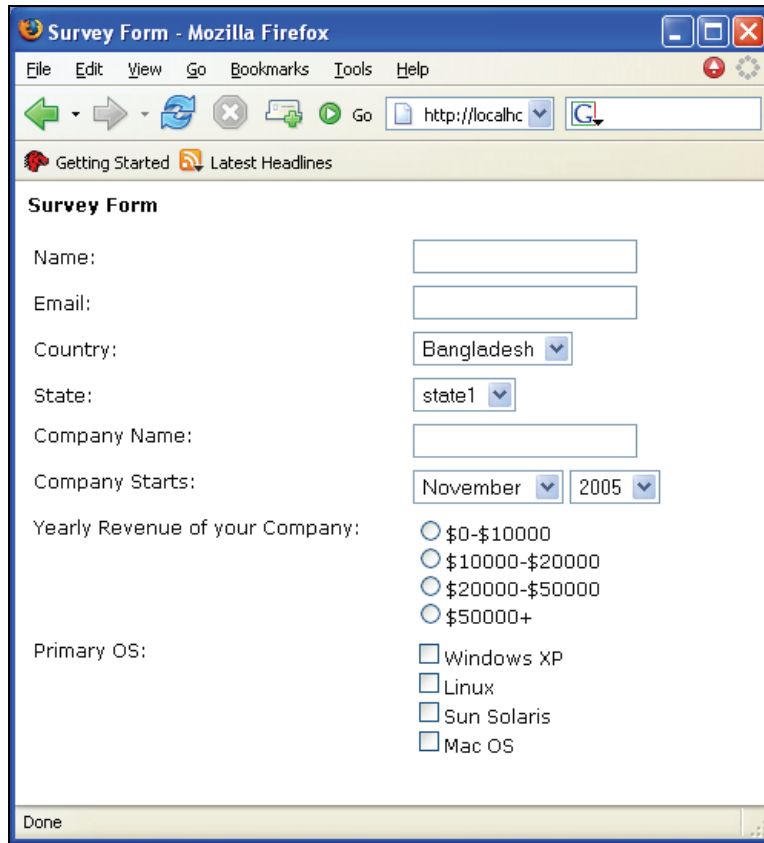 Survey Form - Mozilla Firefox
File Edit View Go Bookmarks Tools Help
Go http://localhc G
Getting Started Latest Headlines
Survey Form
Name:
Email:
Country: Bangladesh
State: state1
Company Name:
Company Starts: November 2005
Yearly Revenue of your Company: $0-$10000
$10000-$20000
$20000-$50000
$50000+
Primary OS: Windows XP
Linux
Sun Solaris
Mac OS
Done